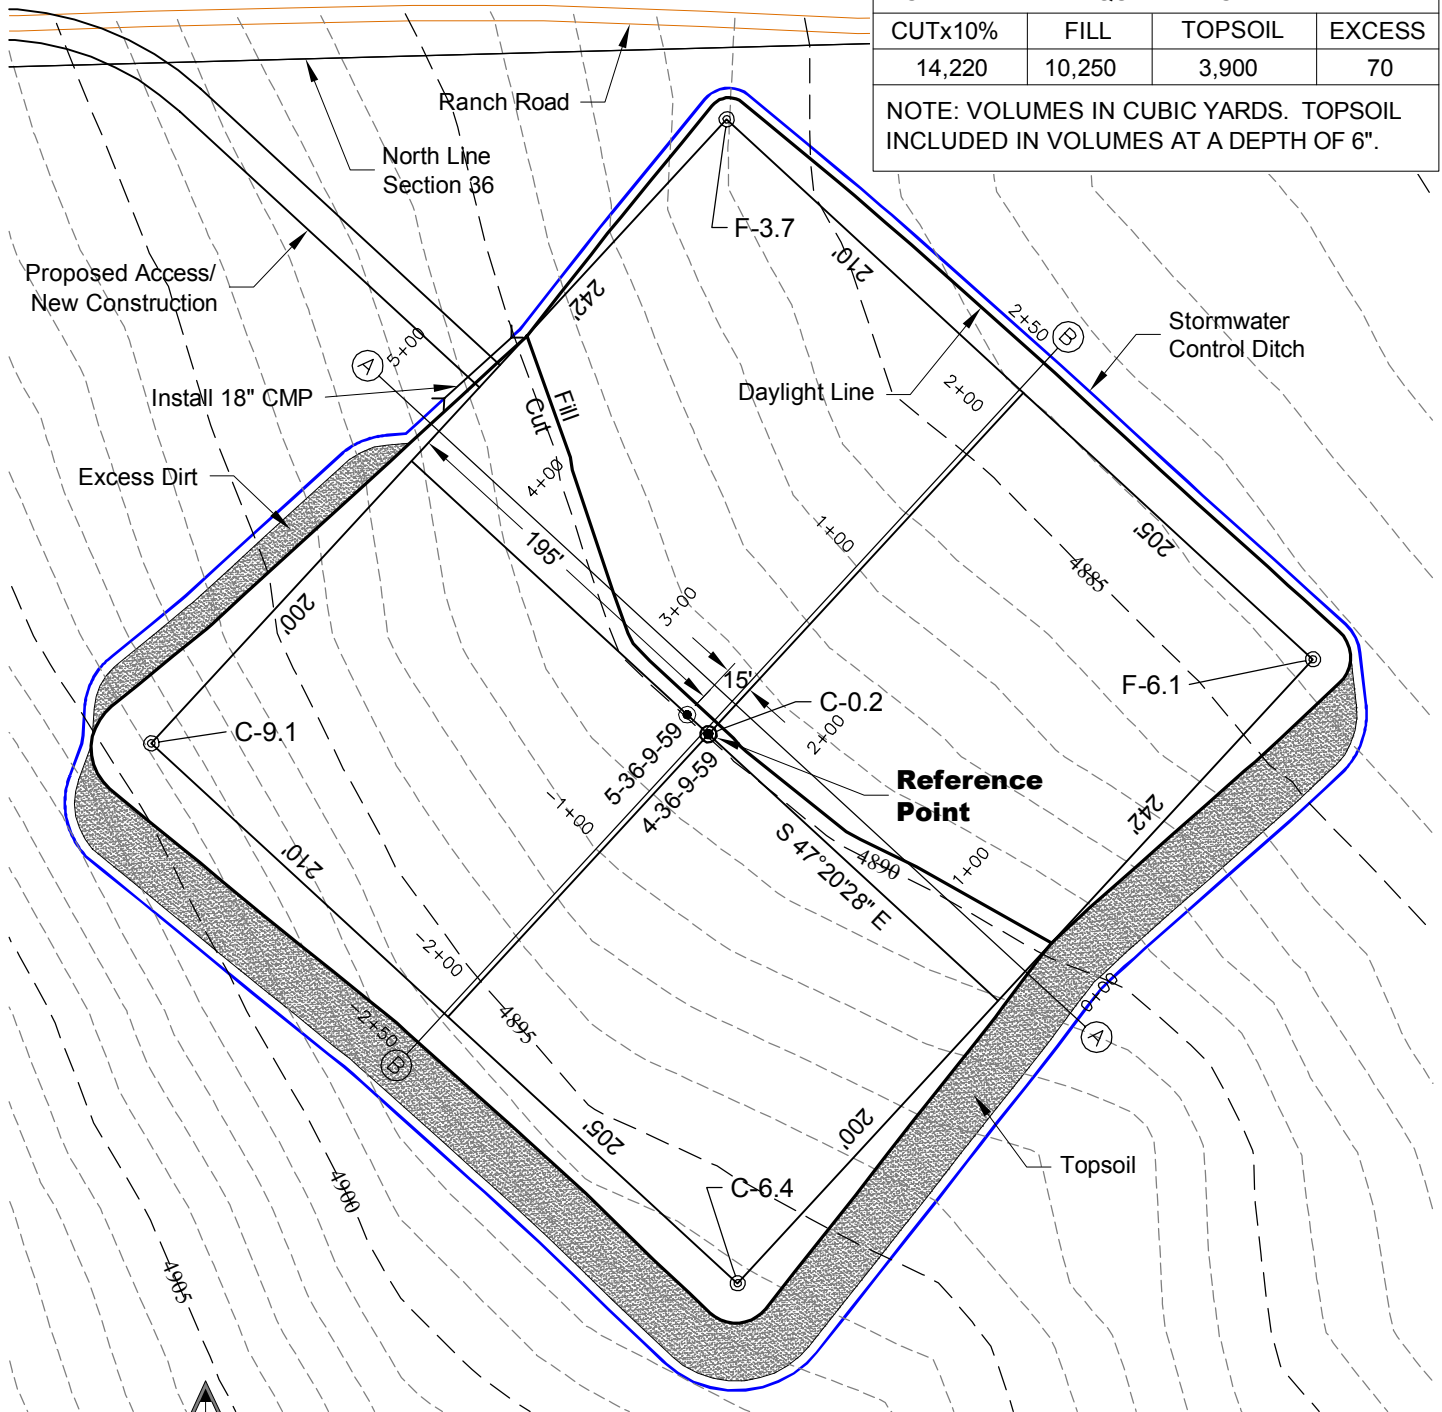 CUTx10% FILL TOPSOIL EXCESS
14,220 10,250 3,900 70
NOTE: VOLUMES IN CUBIC YARDS. TOPSOIL
INCLUDED IN VOLUMES AT A DEPTH OF 6".
Ranch Road
North Line
Section 36
F-3.7
210'
242'
Proposed Access/
New Construction
2+50
B
Stormwater
Control Ditch
5+00
A
Install 18" CMP
Daylight Line
2+00
Fill
Cut
Excess Dirt
4+00
195'
1+00
205'
4885
3+00
200'
15'
F-6.1
C-0.2
C-9.1
2+00
5-36-9-59
4-36-9-59
Reference
Point
-1+00
242'
S 47°20'28" E
4890
1+00
210'
-2+00
4895
0+00
-2+50
B
A
205'
200'
Topsoil
C-6.4
4900
4905